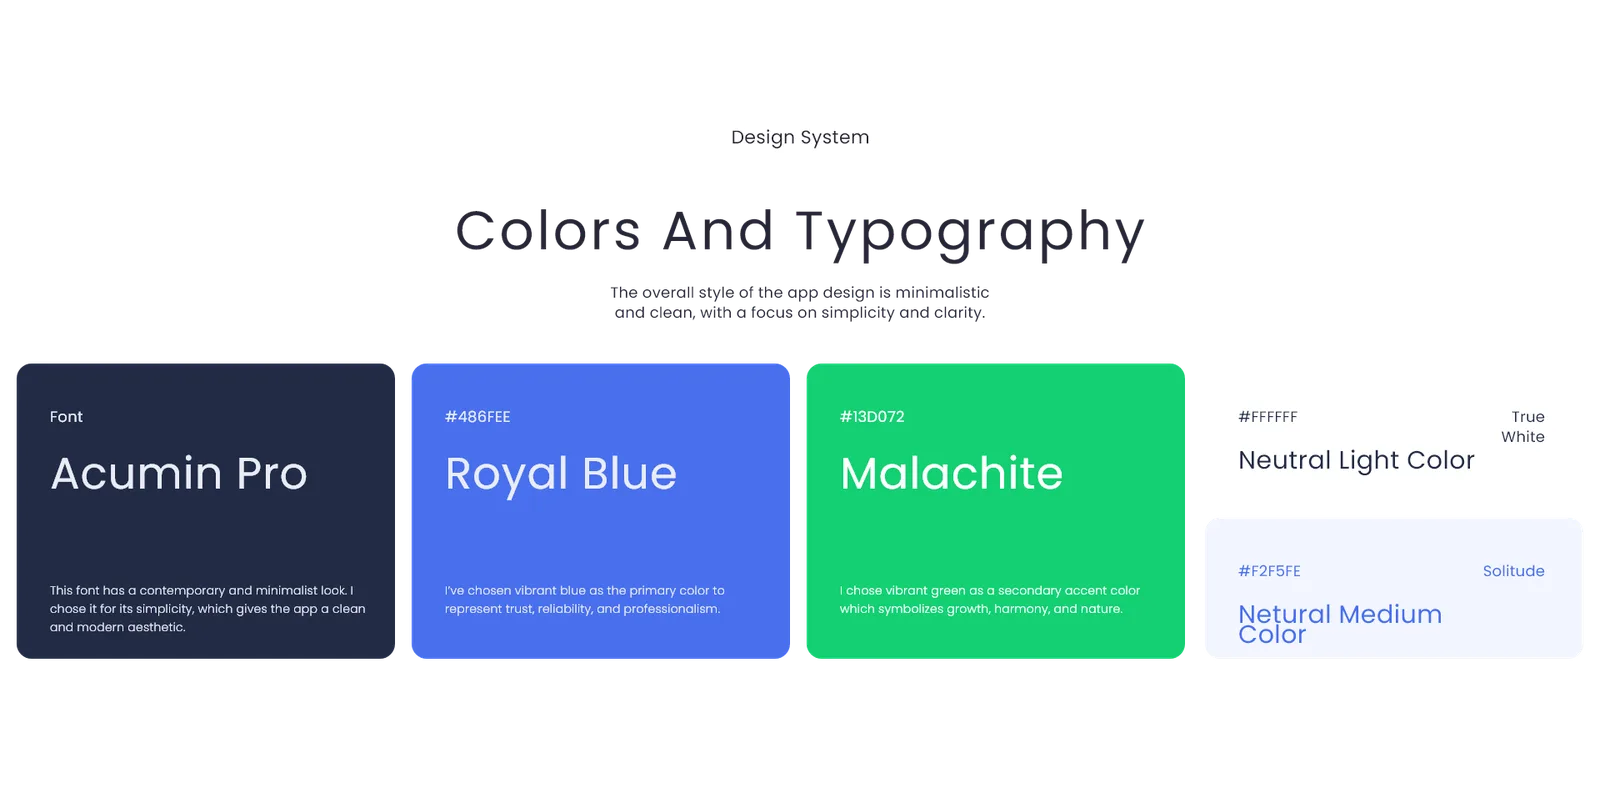 Design System
Colors And Typography
The overall style of the app design is minimalistic
and clean, with a focus on simplicity and clarity.
Font
Acumin Pro
This font has a contemporary and minimalist look. I
chose it for its simplicity, which gives the app a clean
and modern aesthetic.
#486FEE
Royal Blue
I've chosen vibrant blue as the primary color to
represent trust, reliability, and professionalism.
#13D072
Malachite
I chose vibrant green as a secondary accent color
which symbolizes growth, harmony, and nature.
#FFFFFF
True
White
Neutral Light Color
#F2F5FE
Solitude
Netural Medium
Color